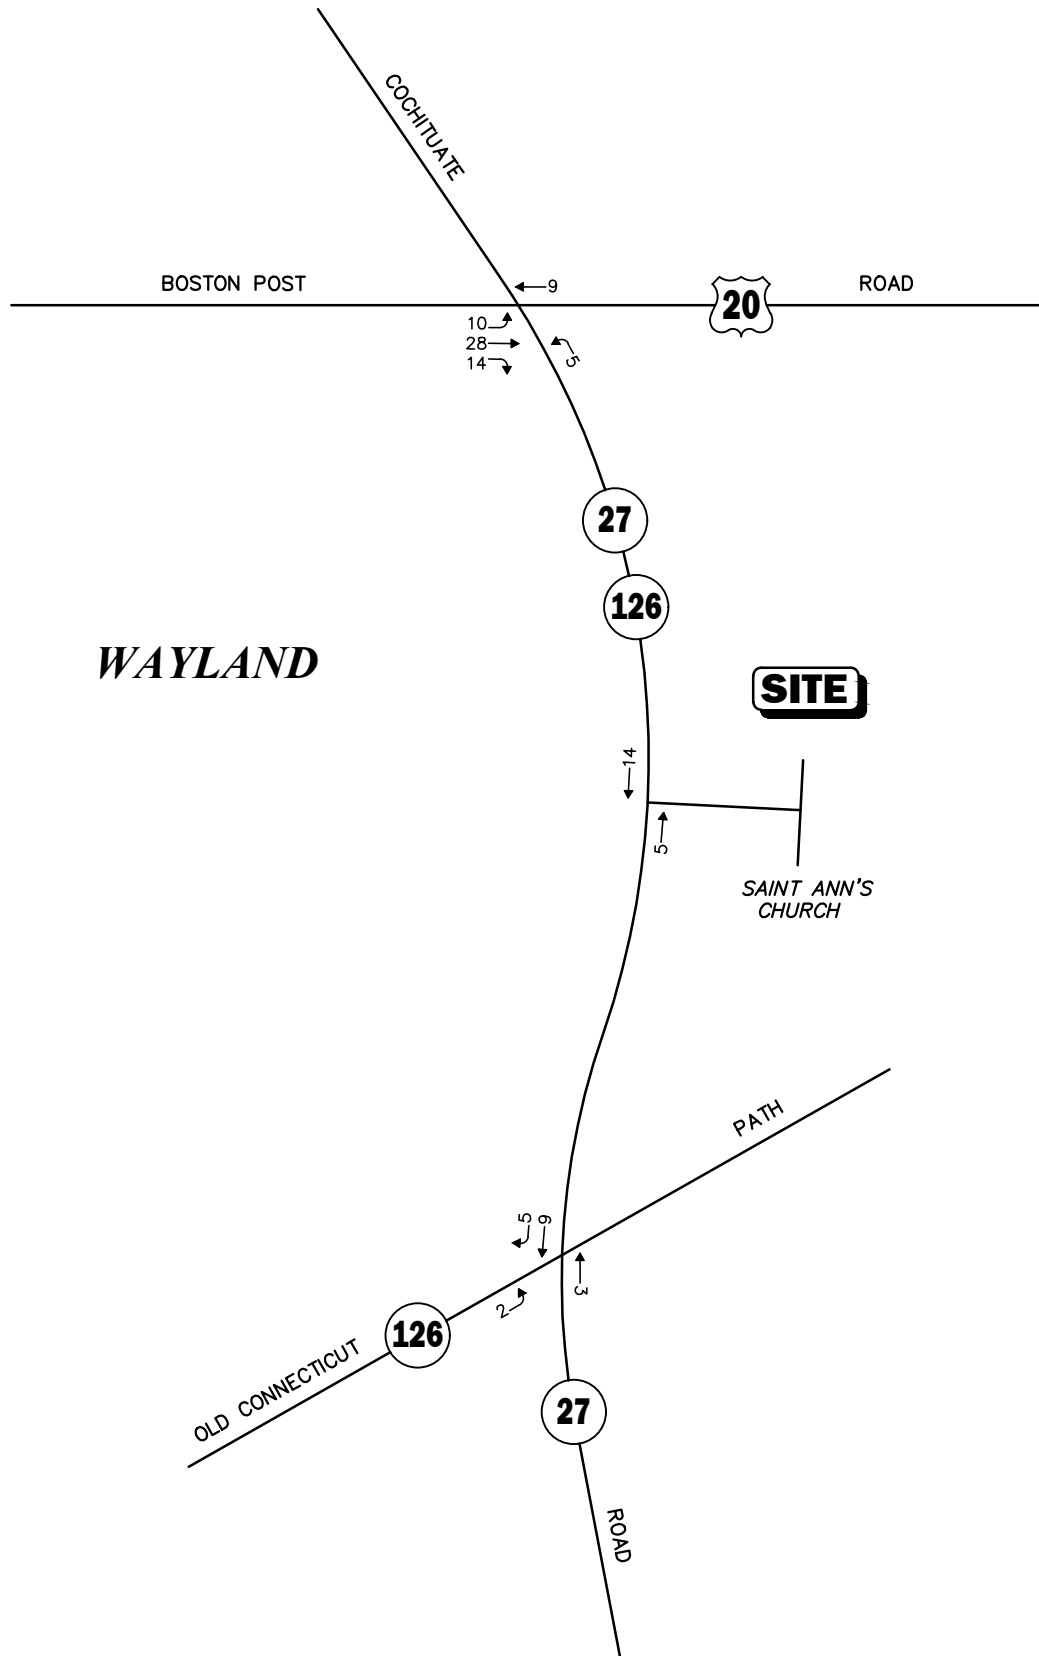 COCHITUATE
BOSTON POST
ROAD
9
20
10
28
14
5
27
126
WAYLAND
SITE
14
5
SAINT ANN'S
CHURCH
PATH
5
9
3
2
126
OLD CONNECTICUT
27
ROAD